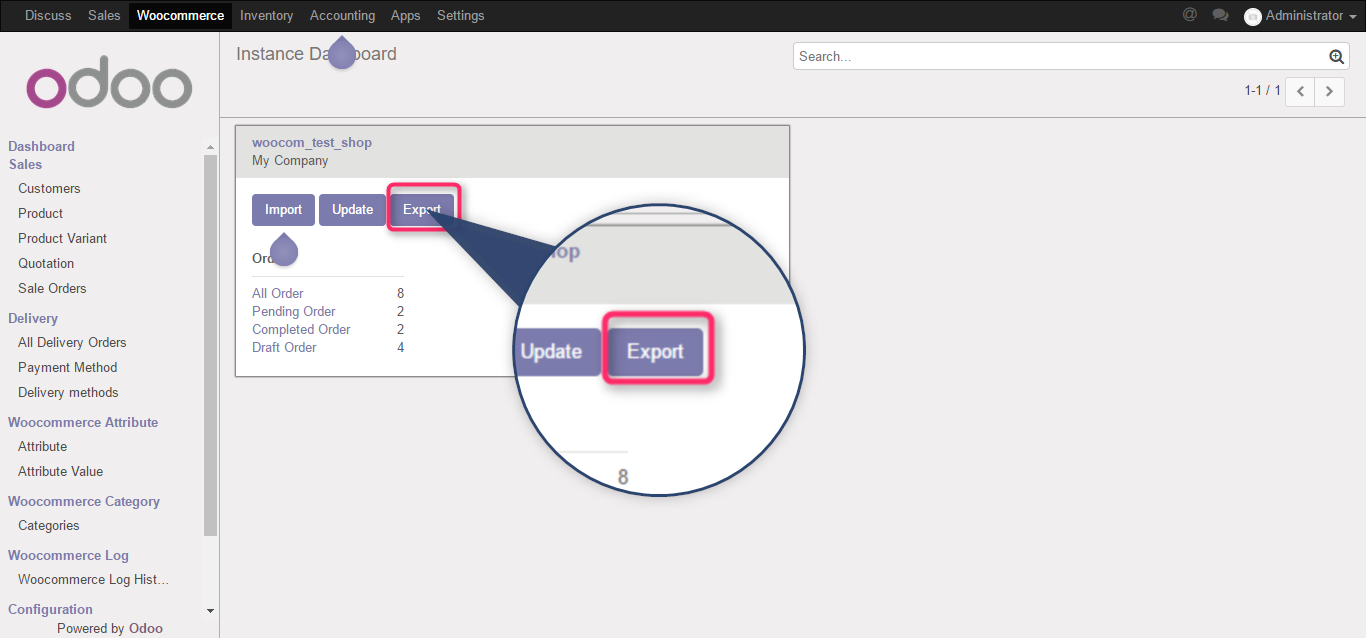 Discuss Sales Woocommerce Inventory Accounting Apps Settings @ Administrator
odoo
Dashboard
Sales
Customers
Product
Product Variant
Quotation
Sale Orders
Delivery
All Delivery Orders
Payment Method
Delivery methods
Woocommerce Attribute
Attribute
Attribute Value
Woocommerce Category
Categories
Woocommerce Log
Woocommerce Log Hist...
Configuration
Powered by Odoo
Instance Da board
Search...
1-1 / 1
woocom_test_shop
My Company
Import Update Export
Ord
All Order 8
Pending Order 2
Completed Order 2
Draft Order 4
hop
Update Export
8